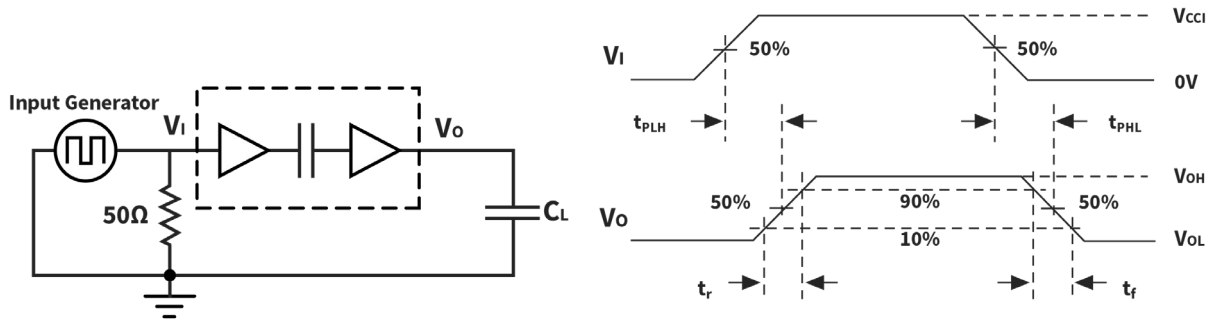 Input Generator
VI
VO
50Ω
CL
VI
50%
50%
VCCI
0V
tPLH
tPHL
VO
50%
90%
50%
VOH
10%
VOL
tr
tf